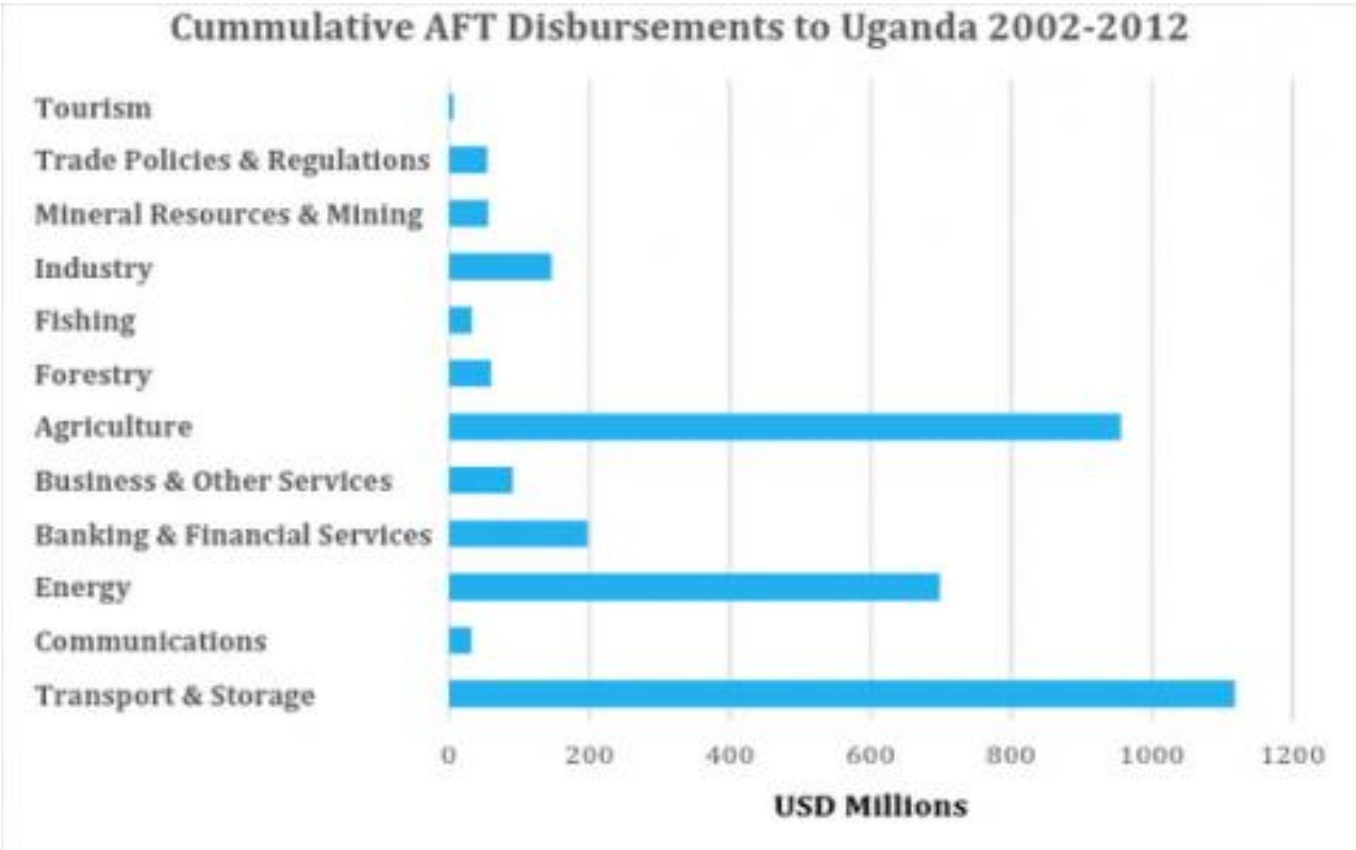 Cummulative AFT Disbursements to Uganda 2002-2012
Tourism
Trade Policies & Regulations
Mineral Resources & Mining
Industry
Fishing
Forestry
Agriculture
Business & Other Services
Banking & Financial Services
Energy
Communications
Transport & Storage
0 200 400 600 800 1000 1200
USD Millions